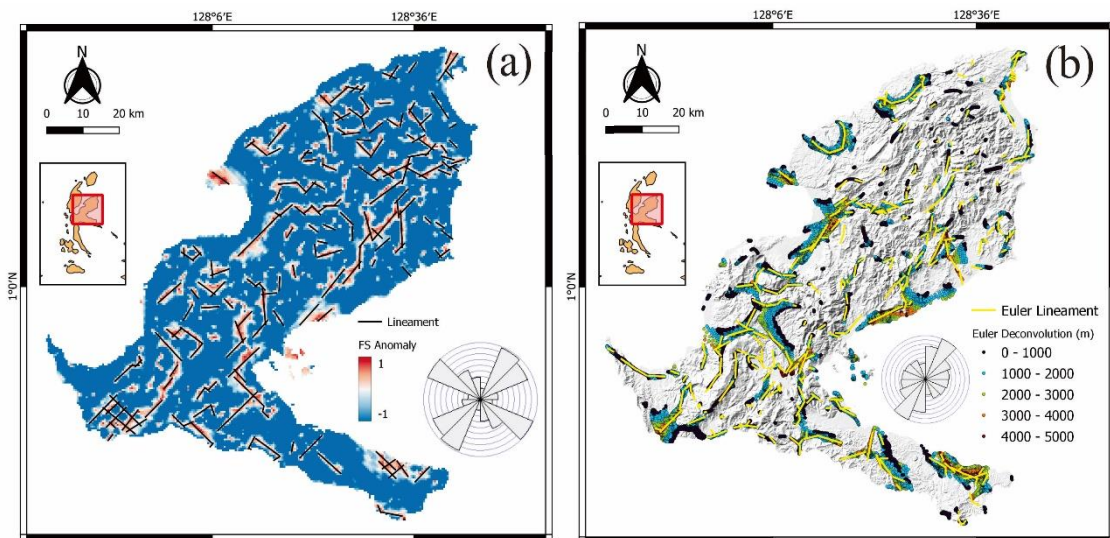 128°6'E 128°36'E
(a)
N
0 10 20 km
1°0'N
Lineament
FS Anomaly
1
-1
128°6'E 128°36'E
(b)
N
0 10 20 km
1°0'N
Euler Lineament
Euler Deconvolution (m)
0 - 1000
1000 - 2000
2000 - 3000
3000 - 4000
4000 - 5000